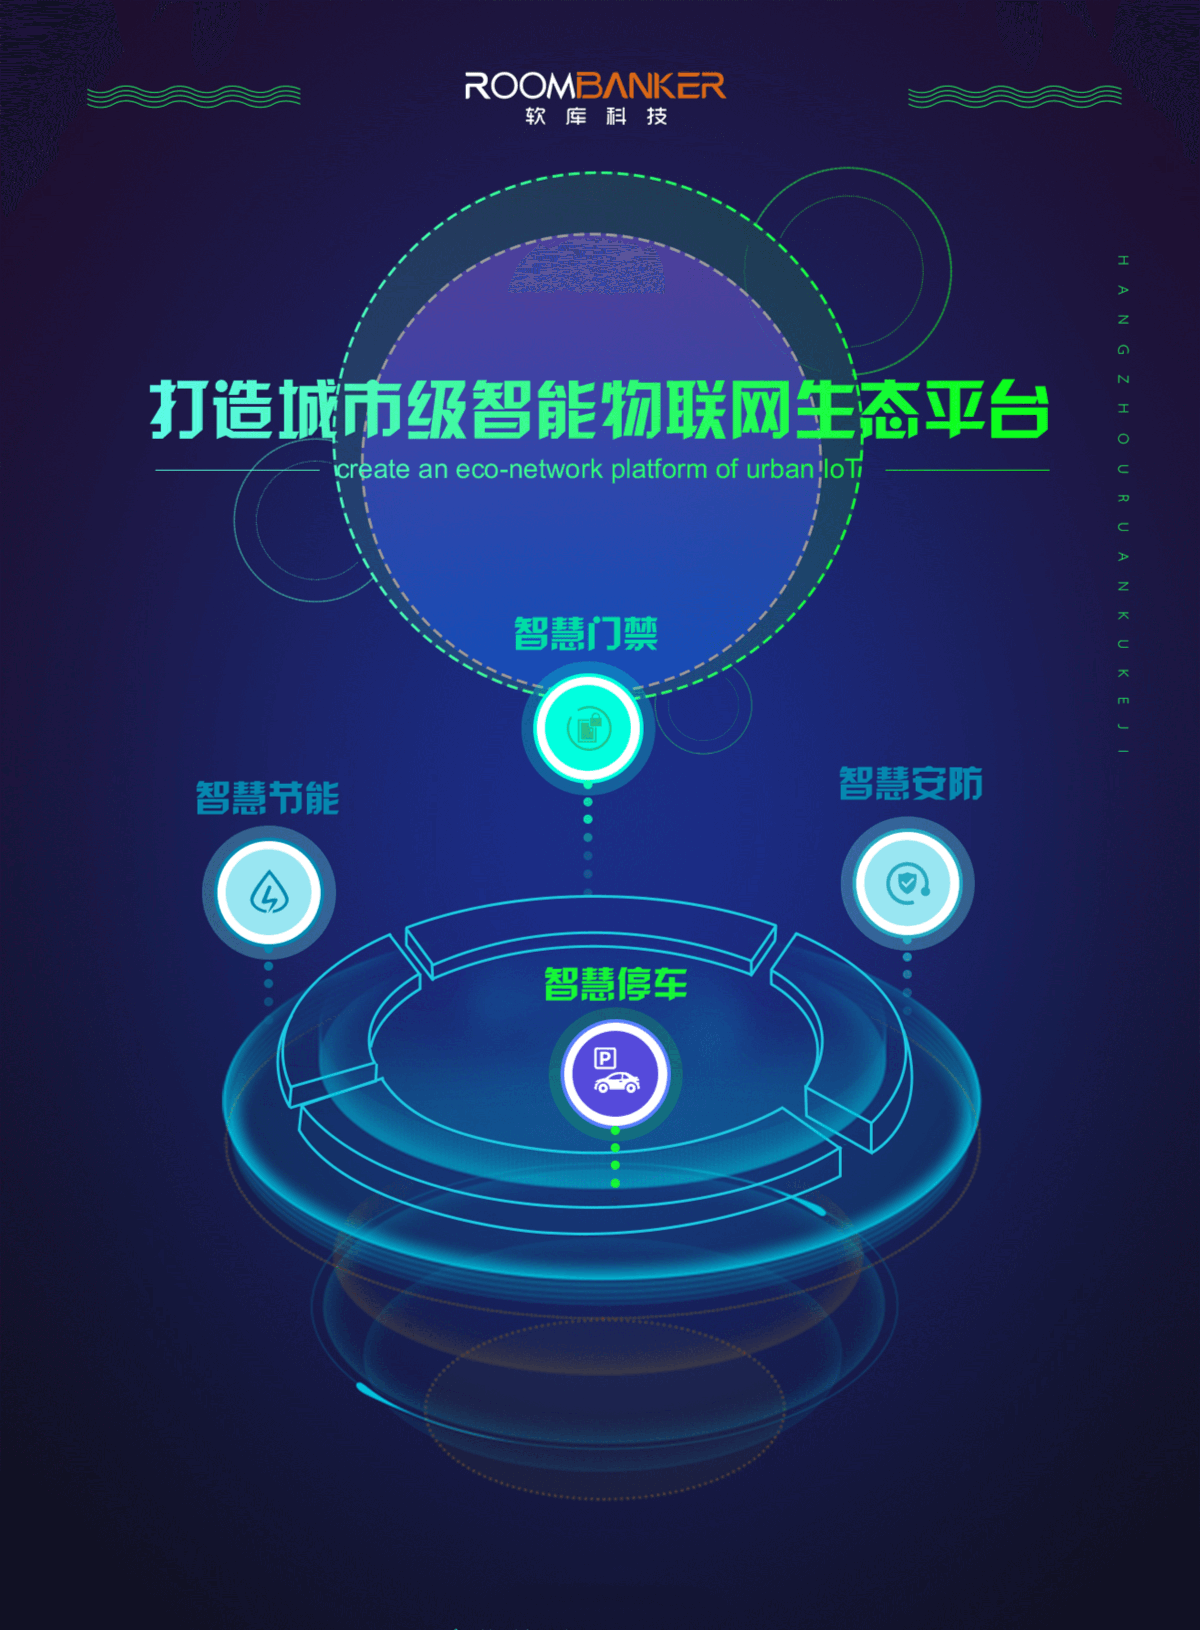 ROOMBANKER
软库科技
打造城市级智能物联网生态平台
create an eco-network platform of urban IoT
HANGZHOURUANKUKEJI
智慧门禁
智慧节能
智慧安防
智慧停车
P